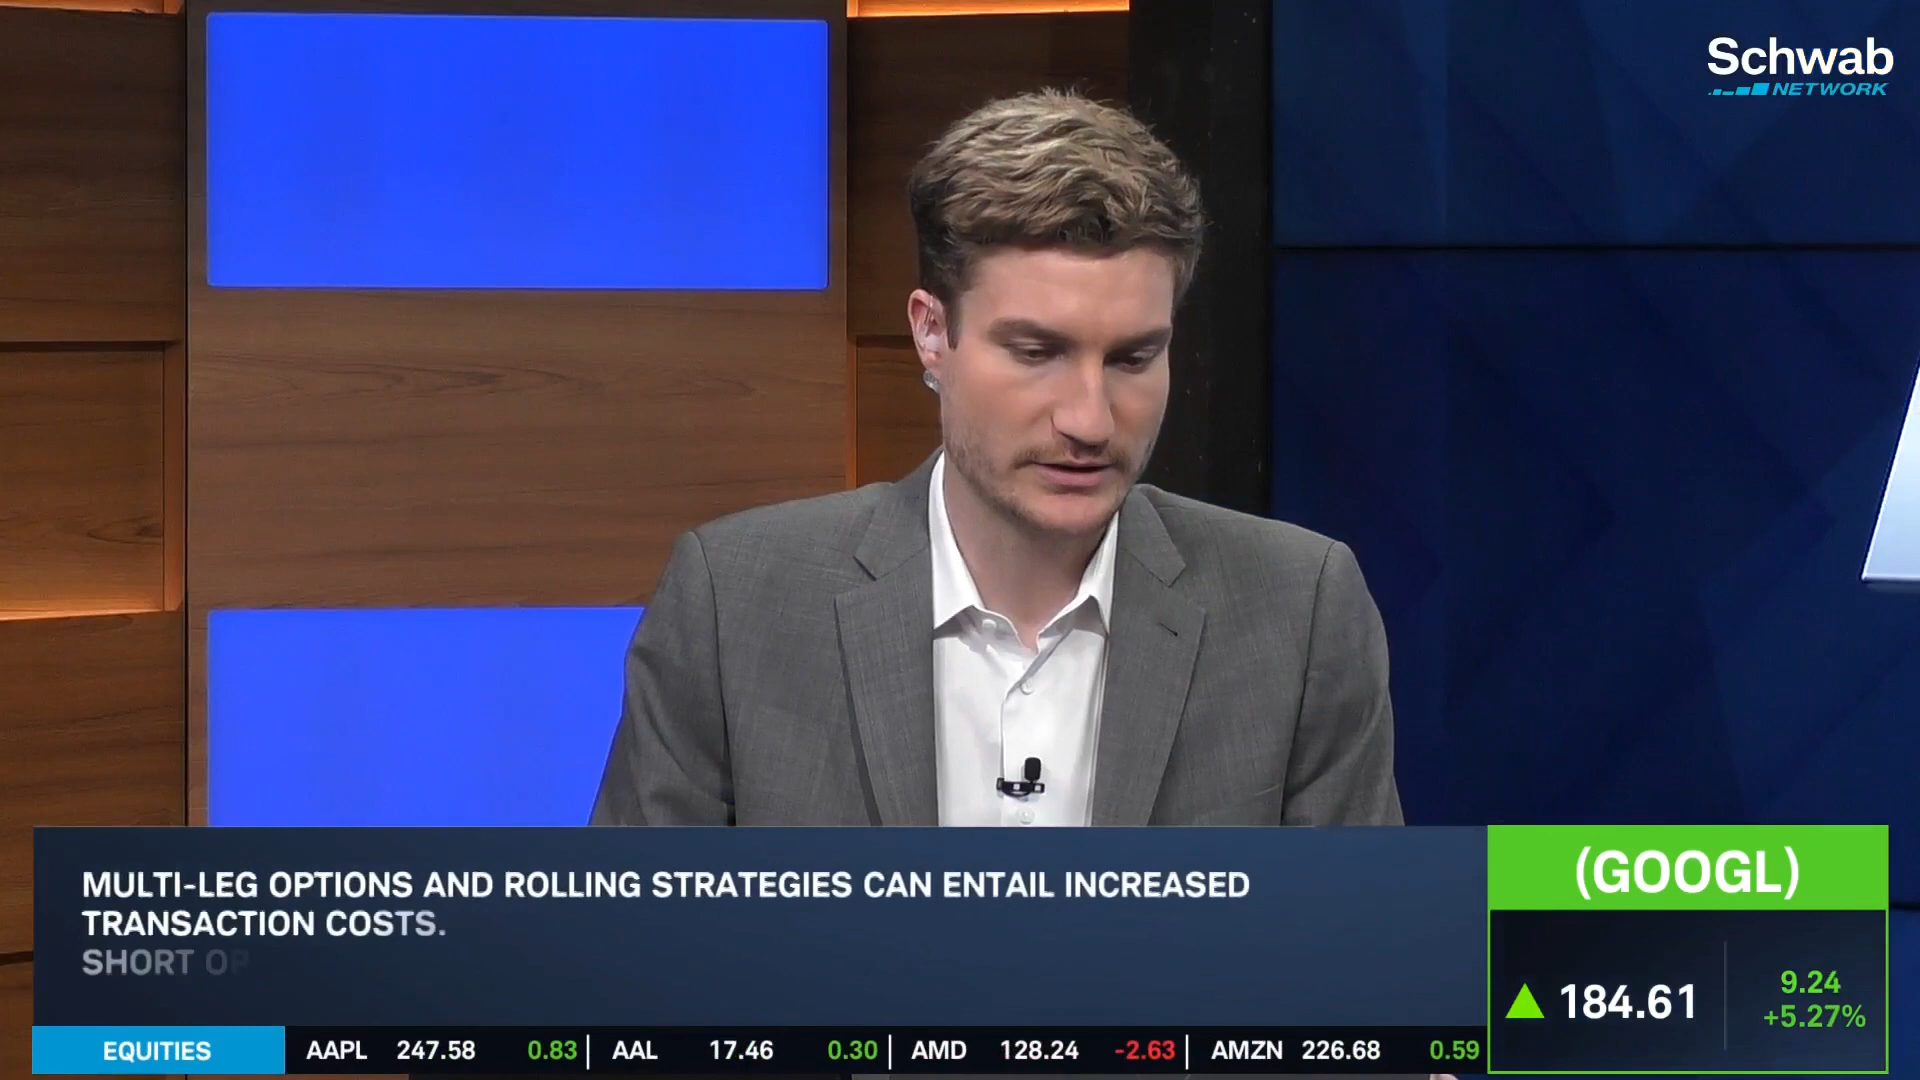 Schwab
NETWORK
MULTI-LEG OPTIONS AND ROLLING STRATEGIES CAN ENTAIL INCREASED
TRANSACTION COSTS.
SHORT
(GOOGL)
184.61
9.24
+5.27%
EQUITIES
AAPL 247.58 0.83
AAL 17.46 0.30
AMD 128.24 -2.63
AMZN 226.68 0.59